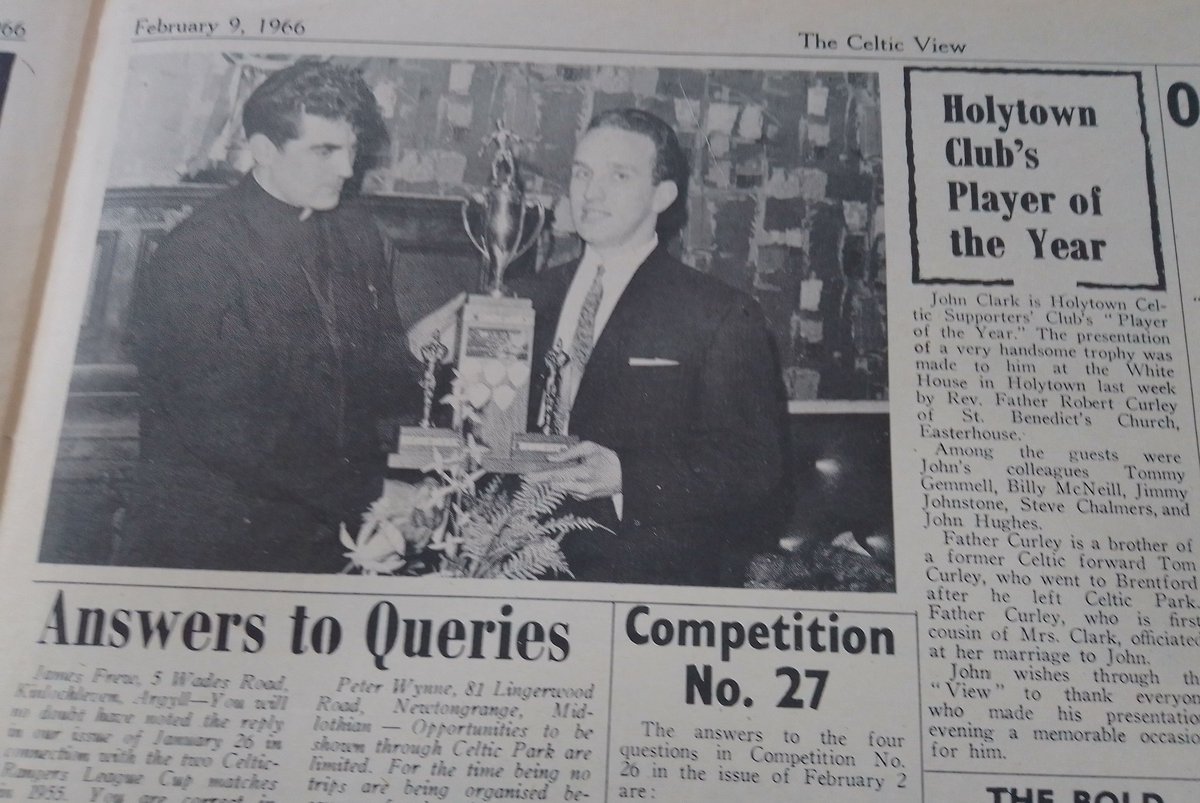 66
February 9, 1966
The Celtic View
Holytown
Club's
Player of
the Year
John Clark is Holytown Cel-
tic Supporters' Club's "Player
of the Year." The presentation
of a very handsome trophy was
made to him at the White
House in Holytown last week
by Rev. Father Robert Curley
of St. Benedict's Church,
Easterhouse.
Among the guests were
John's colleagues Tommy
Gemmell, Billy McNeill, Jimmy
Johnstone, Steve Chalmers, and
John Hughes.
Father Curley is a brother of
a former Celtic forward Tom
Curley, who went to Brentford
after he left Celtic Park.
Father Curley, who is first
cousin of Mrs. Clark, officiated
at her marriage to John.
John wishes through th
"View" to thank everyon
who made his presentatio
evening a memorable occasio
for him.
THE BOLD
O
Answers to Queries
James Frew, 5 Wades Road,
Kinlochleven, Argyll—You will
no doubt have noted the reply
in our issue of January 26 in
connection with the two Celtic-
Rangers League Cup matches
in 1955. You are correct in
Peter Wynne, 81 Lingerwood
Road, Newtongrange, Mid-
lothian — Opportunities to be
shown through Celtic Park are
limited. For the time being no
trips are being organised be-
Competition
No. 27
The answers to the four
questions in Competition No.
26 in the issue of February 2
are: